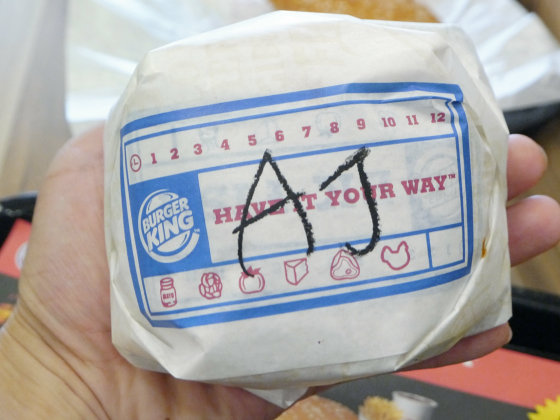 1 2 3 4 5 6 7 8 9 10 11 12
BURGER
KING
HAVE IT YOUR WAY™
AJ
MAYO